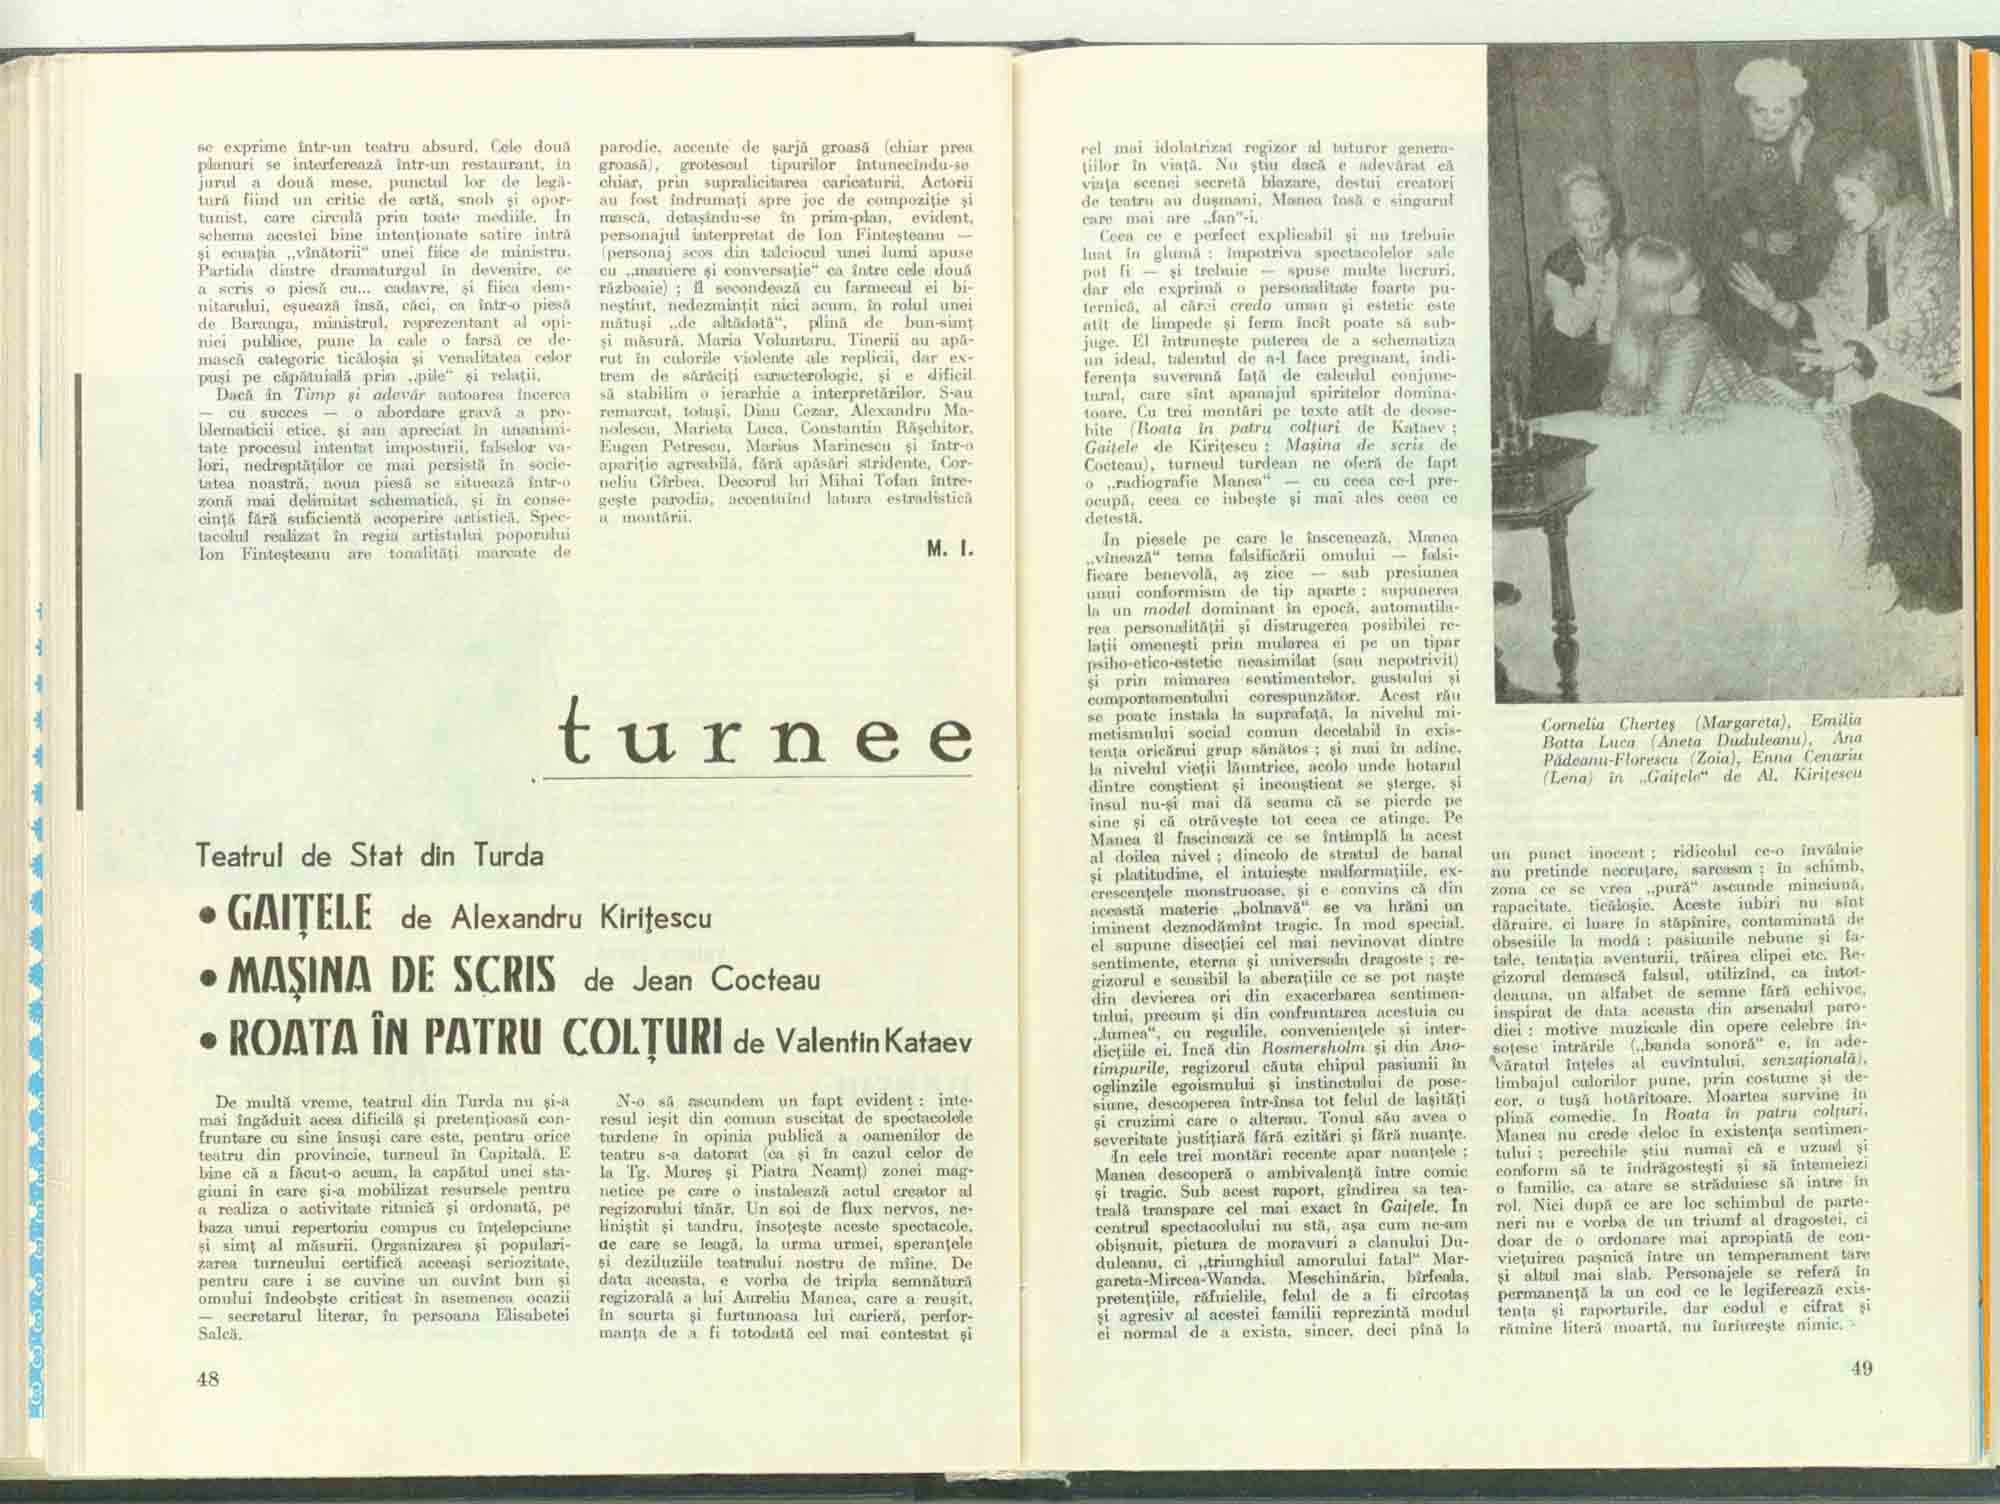 se exprime într-un teatru absurd. Cele două
planuri se interferează într-un restaurant, în
jurul a două mese, punctul lor de legă-
tură fiind un critic de artă, snob și opor-
tunist, care circulă prin toate mediile. In
schema acestei bine intenționate satire intră
și ecuația „vînătorii“ unei fiice de ministru.
Partida dintre dramaturgul în devenire, ce
a scris o piesă cu... cadavre, și fiica dem-
nitarului, eșuează însă, căci, ca într-o piesă
de Baranga, ministrul, reprezentant al opi-
niei publice, pune la cale o farsă ce de-
mască categoric ticăloșia și venalitatea celor
puși pe căpătuială prin „pile“ și relații.
Dacă în Timp și adevăr autoarea încerca
— cu succes — o abordare gravă a pro-
blematicii etice, și am apreciat în unanimi-
tate procesul intentat imposturii, falselor va-
lori, nedreptăților ce mai persistă în socie-
tatea noastră, noua piesă se situează într-o
zonă mai delimitat schematică, și în conse-
cință fără suficientă acoperire artistică. Spec-
tacolul realizat în regia artistului poporului
Ion Finteșteanu are tonalități marcate de
parodie, accente de șarjă groasă (chiar prea
groasă), grotescul tipurilor întunecîndu-se
chiar, prin supralicitarea caricaturii. Actorii
au fost îndrumați spre joc de compoziție și
mască, detașîndu-se în prim-plan, evident,
personajul interpretat de Ion Finteșteanu —
(personaj scos din talciocul unei lumi apuse
cu „maniere și conversație“ ca între cele două
războaie) ; îl secondează cu farmecul ei bi-
neștiut, nedezmințit nici acum, în rolul unei
mătuși „de altădată“, plină de bun-simț
și măsură, Maria Voluntaru. Tinerii au apă-
rut în culorile violente ale replicii, dar ex-
trem de sărăciți caracterologic, și e dificil
să stabilim o ierarhie a interpretărilor. S-au
remarcat, totuși, Dinu Cezar, Alexandru Ma-
nolescu, Marieta Luca, Constantin Rășchitor,
Eugen Petrescu, Marius Marinescu și într-o
apariție agreabilă, fără apăsări stridente, Cor-
neliu Gîrbea. Decorul lui Mihai Tofan între-
gește parodia, accentuînd latura estradistică
a montării.
M. I.
turnee
Teatrul de Stat din Turda
• GAIȚELE de Alexandru Kirițescu
• MAȘINA DE SCRIS de Jean Cocteau
• ROATA ÎN PATRU COLȚURI de Valentin Kataev
De multă vreme, teatrul din Turda nu și-a
mai îngăduit acea dificilă și pretențioasă con-
fruntare cu sine însuși care este, pentru orice
teatru din provincie, turneul în Capitală. E
bine că a făcut-o acum, la capătul unei sta-
giuni în care și-a mobilizat resursele pentru
a realiza o activitate ritmică și ordonată, pe
baza unui repertoriu compus cu înțelepciune
și simț al măsurii. Organizarea și populari-
zarea turneului certifică aceeași seriozitate,
pentru care i se cuvine un cuvînt bun și
omului îndeobște criticat în asemenea ocazii
— secretarul literar, în persoana Elisabetei
Salcă.
N-o să ascundem un fapt evident : inte-
resul ieșit din comun suscitat de spectacolele
turdene în opinia publică a oamenilor de
teatru s-a datorat (ca și în cazul celor de
la Tg. Mureș și Piatra Neamț) zonei mag-
netice pe care o instalează actul creator al
regizorului tînăr. Un soi de flux nervos, ne-
liniștit și tandru, însoțește aceste spectacole,
de care se leagă, la urma urmei, speranțele
și deziluziile teatrului nostru de mîine. De
data aceasta, e vorba de tripla semnătură
regizorală a lui Aureliu Manea, care a reușit,
în scurta și furtunoasa lui carieră, perfor-
manța de a fi totodată cel mai contestat și
48
cel mai idolatrizat regizor al tuturor genera-
țiilor în viață. Nu știu dacă e adevărat că
viața scenei secretă blazare, destui creatori
de teatru au dușmani, Manea însă e singurul
care mai are „fan“-i.
Ceea ce e perfect explicabil și nu trebuie
luat în glumă : împotriva spectacolelor sale
pot fi — și trebuie — spuse multe lucruri,
dar ele exprimă o personalitate foarte pu-
ternică, al cărei credo uman și estetic este
atît de limpede și ferm încît poate să sub-
juge. El întrunește puterea de a schematiza
un ideal, talentul de a-l face pregnant, indi-
ferența suverană față de calculul conjunc-
tural, care sînt apanajul spiritelor domina-
toare. Cu trei montări pe texte atît de deose-
bite (Roata în patru colțuri de Kataev ;
Gaițele de Kirițescu ; Mașina de scris de
Cocteau), turneul turdean ne oferă de fapt
o „radiografie Manea“ — cu ceea ce-l pre-
ocupă, ceea ce iubește și mai ales ceea ce
detestă.
In piesele pe care le înscenează, Manea
„vînează“ tema falsificării omului — falsi-
ficare benevolă, aș zice — sub presiunea
unui conformism de tip aparte : supunerea
la un model dominant în epocă, automutila-
rea personalității și distrugerea posibilei re-
lații omenești prin mularea ei pe un tipar
psiho-etico-estetic neasimilat (sau nepotrivit)
și prin mimarea sentimentelor, gustului și
comportamentului corespunzător. Acest rău
se poate instala la suprafață, la nivelul mi-
metismului social comun decelabil în exis-
tența oricărui grup sănătos ; și mai în adînc,
la nivelul vieții lăuntrice, acolo unde hotarul
dintre conștient și inconștient se șterge, și
insul nu-și mai dă seama că se pierde pe
sine și că otrăvește tot ceea ce atinge. Pe
Manea îl fascinează ce se întîmplă la acest
al doilea nivel ; dincolo de stratul de banal
și platitudine, el intuiește malformațiile, ex-
crescențele monstruoase, și e convins că din
această materie „bolnavă“ se va hrăni un
iminent deznodămînt tragic. In mod special,
el supune disecției cel mai nevinovat dintre
sentimente, eterna și universala dragoste ; re-
gizorul e sensibil la aberațiile ce se pot naște
din devierea ori din exacerbarea sentimen-
tului, precum și din confruntarea acestuia cu
„lumea“, cu regulile, conveniențele și inter-
dicțiile ei. Incă din Rosmersholm și din Ano-
timpurile, regizorul căuta chipul pasiunii în
oglinzile egoismului și instinctului de pose-
siune, descoperea într-însa tot felul de lașități
și cruzimi care o alterau. Tonul său avea o
severitate justițiară fără ezitări și fără nuanțe.
In cele trei montări recente apar nuanțele ;
Manea descoperă o ambivalență între comic
și tragic. Sub acest raport, gîndirea sa tea-
trală transpare cel mai exact în Gaițele. În
centrul spectacolului nu stă, așa cum ne-am
obișnuit, pictura de moravuri a clanului Du-
duleanu, ci „triunghiul amorului fatal“ Mar-
gareta-Mircea-Wanda. Meschinăria, bîrfeala,
pretențiile, răfuielile, felul de a fi circotaș
și agresiv al acestei familii reprezintă modul
ei normal de a exista, sincer, deci pînă la
Cornelia Cherteș (Margareta), Emilia
Botta Luca (Aneta Duduleanu), Ana
Pădeanu-Florescu (Zoia), Enna Cenariu
(Lena) în „Gaițele“ de Al. Kirițescu
un punct inocent ; ridicolul ce-o învăluie
nu pretinde necruțare, sarcasm ; în schimb,
zona ce se vrea „pură“ ascunde minciună,
rapacitate, ticăloșie. Aceste iubiri nu sînt
dăruire, ci luare în stăpînire, contaminată de
obsesiile la modă : pasiunile nebune și fa-
tale, tentația aventurii, trăirea clipei etc. Re-
gizorul demască falsul, utilizînd, ca întot-
deauna, un alfabet de semne fără echivoc,
inspirat de data aceasta din arsenalul paro-
diei : motive muzicale din opere celebre în-
soțesc intrările („banda sonoră“ e, în ade-
văratul înțeles al cuvîntului, senzațională),
limbajul culorilor pune, prin costume și de-
cor, o tușă hotărîtoare. Moartea survine în
plină comedie. In Roata în patru colțuri,
Manea nu crede deloc în existența sentimen-
tului ; perechile știu numai că e uzual și
conform să te îndrăgostești și să întemeiezi
o familie, ca atare se străduiesc să intre în
rol. Nici după ce are loc schimbul de parte-
neri nu e vorba de un triumf al dragostei, ci
doar de o ordonare mai apropiată de con-
viețuirea pașnică între un temperament tare
și altul mai slab. Personajele se referă în
permanență la un cod ce le legiferează exis-
tența și raporturile, dar codul e cifrat și
rămîne literă moartă, nu înrîurește nimic.
49